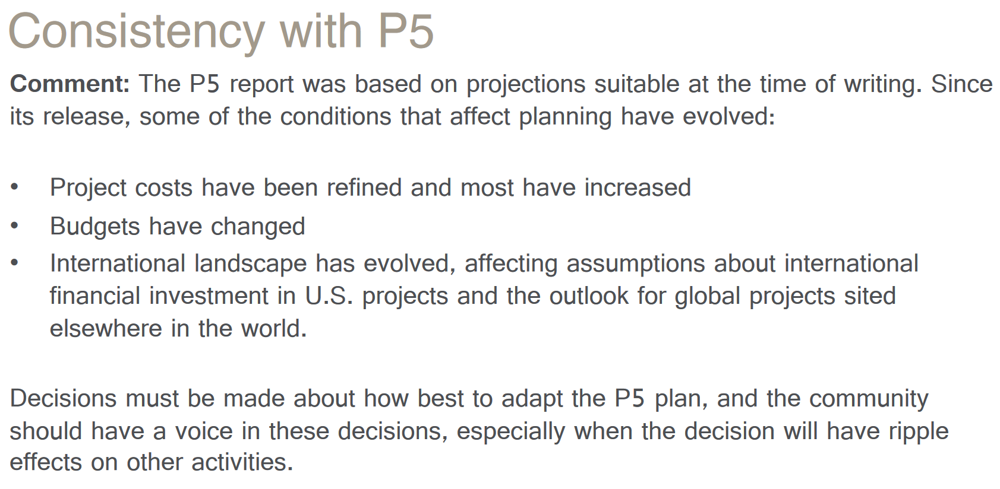 Consistency with P5
Comment: The P5 report was based on projections suitable at the time of writing. Since
its release, some of the conditions that affect planning have evolved:
• Project costs have been refined and most have increased
• Budgets have changed
• International landscape has evolved, affecting assumptions about international
financial investment in U.S. projects and the outlook for global projects sited
elsewhere in the world.
Decisions must be made about how best to adapt the P5 plan, and the community
should have a voice in these decisions, especially when the decision will have ripple
effects on other activities.